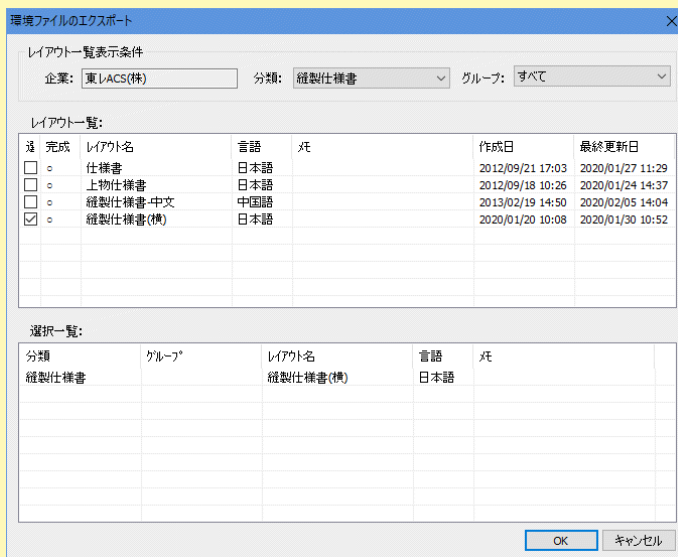 環境ファイルのエクスポート
レイアウト一覧表示条件
企業: 東レACS(株) 分類: 縫製仕様書 グループ: すべて
レイアウト一覧:
完成 レイアウト名 言語 メモ 作成日 最終更新日
○ 仕様書 日本語 2012/09/21 17:03 2020/01/27 11:29
○ 上物仕様書 日本語 2012/09/18 10:26 2020/01/24 14:37
○ 縫製仕様書-中文 中国語 2013/02/19 14:50 2020/02/05 14:04
○ 縫製仕様書(横) 日本語 2020/01/20 10:08 2020/01/30 10:52
選択一覧:
分類 グループ レイアウト名 言語 メモ
縫製仕様書 縫製仕様書(横) 日本語
OK キャンセル